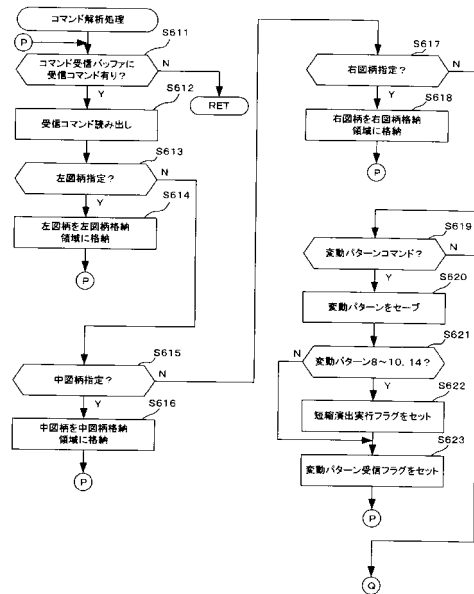 コマンド解析処理
P
S611
コマンド受信バッファに
受信コマンド有り?
N
Y
RET
S612
受信コマンド読み出し
S613
左図柄指定?
N
Y
S614
左図柄を左図柄格納
領域に格納
P
S615
中図柄指定?
N
Y
S616
中図柄を中図柄格納
領域に格納
P
S617
右図柄指定?
N
Y
S618
右図柄を右図柄格納
領域に格納
P
S619
変動パターンコマンド?
N
Y
S620
変動パターンをセーブ
S621
変動パターン8~10,14?
N
Y
S622
短縮演出実行フラグをセット
S623
変動パターン受信フラグをセット
P
Q